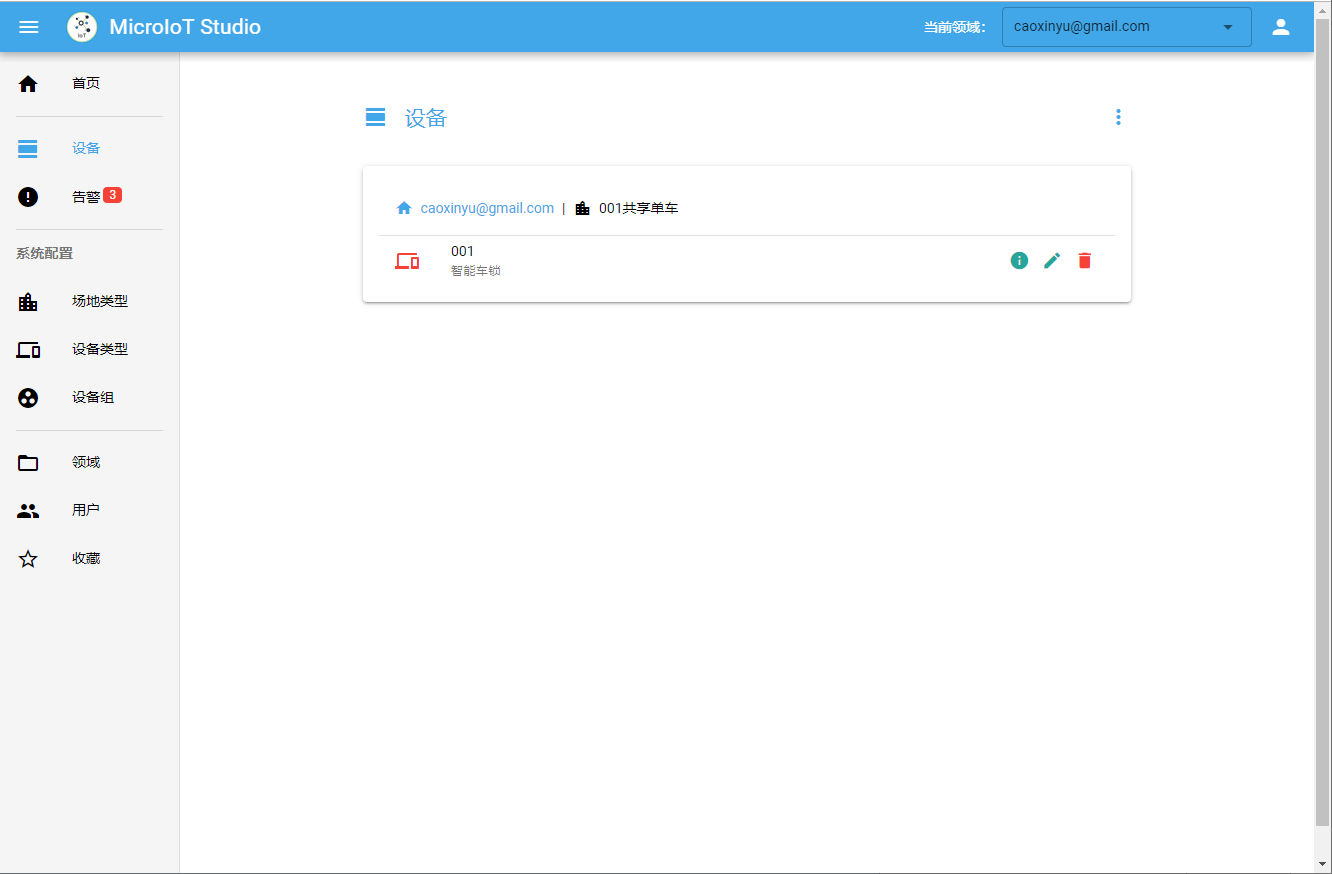 MicroIoT Studio
当前领域：
caoxinyu@gmail.com
首页
设备
告警 3
系统配置
场地类型
设备类型
设备组
领域
用户
收藏
设备
caoxinyu@gmail.com | 001共享单车
001
智能车锁